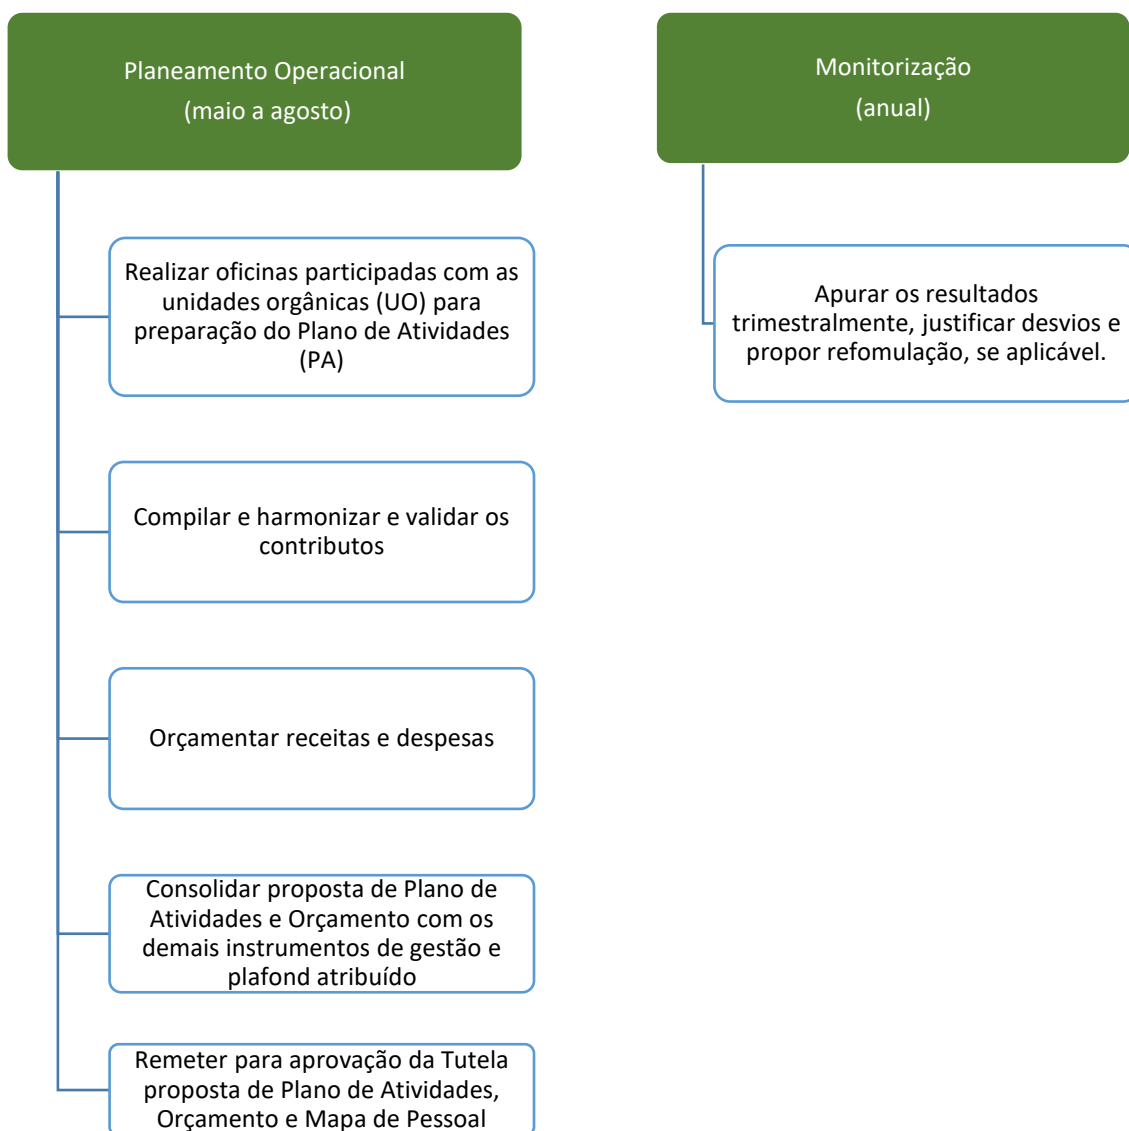 Planeamento Operacional
(maio a agosto)
Realizar oficinas participadas com as
unidades orgânicas (UO) para
preparação do Plano de Atividades
(PA)
Compilar e harmonizar e validar os
contributos
Orçamentar receitas e despesas
Consolidar proposta de Plano de
Atividades e Orçamento com os
demais instrumentos de gestão e
plafond atribuído
Remeter para aprovação da Tutela
proposta de Plano de Atividades,
Orçamento e Mapa de Pessoal
Monitorização
(anual)
Apurar os resultados
trimestralmente, justificar desvios e
propor refomulação, se aplicável.